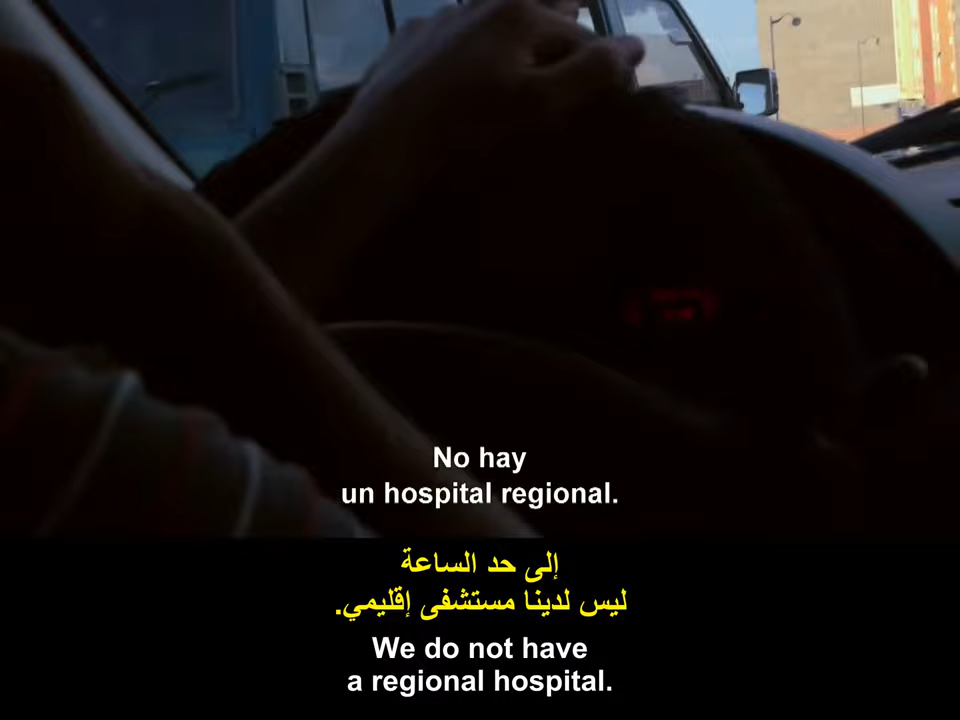 No hay
un hospital regional.
إلى حد الساعة
ليس لدينا مستشفى إقليمي.
We do not have
a regional hospital.